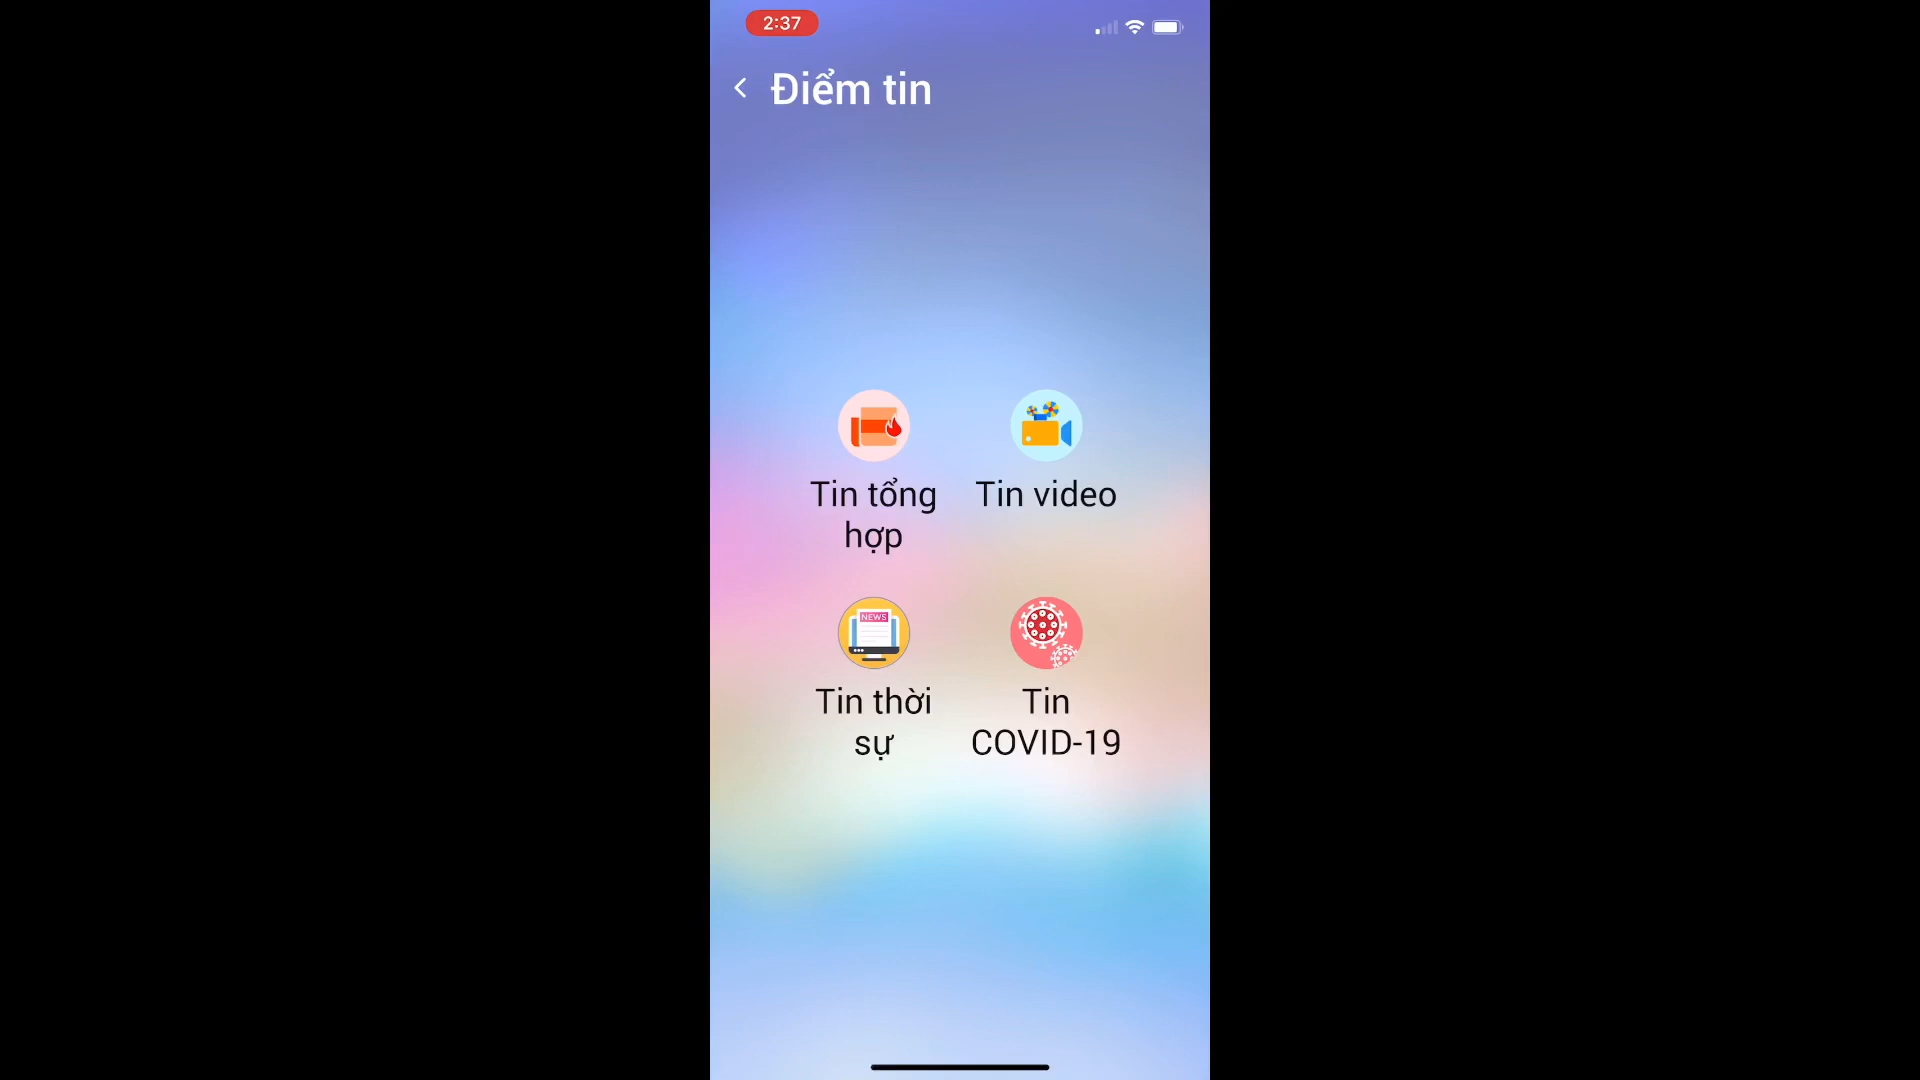 2:37
Điểm tin
Tin tổng
hợp
Tin video
NEWS
Tin thời
sự
Tin
COVID-19